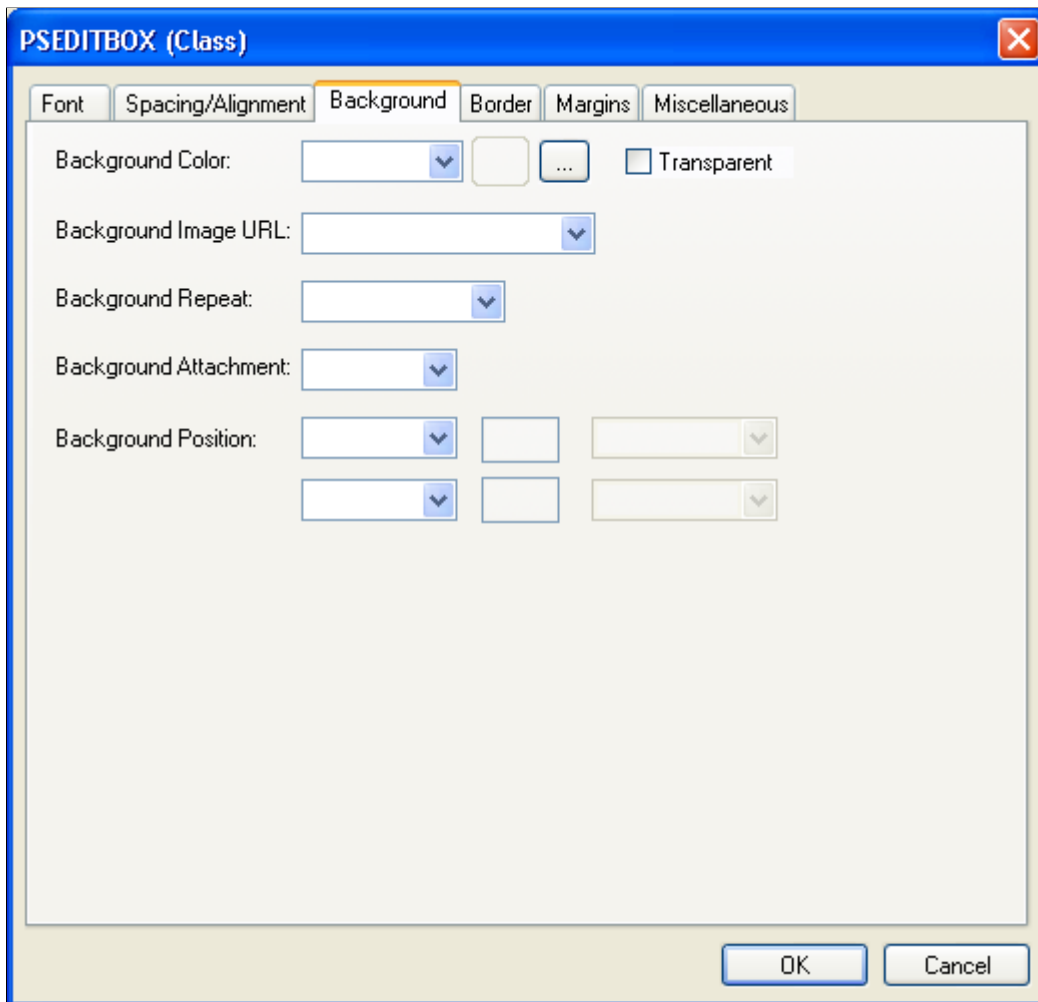 PSEDITBOX (Class)
Font Spacing/Alignment Background Border Margins Miscellaneous
Background Color: ... Transparent
Background Image URL:
Background Repeat:
Background Attachment:
Background Position:
OK Cancel